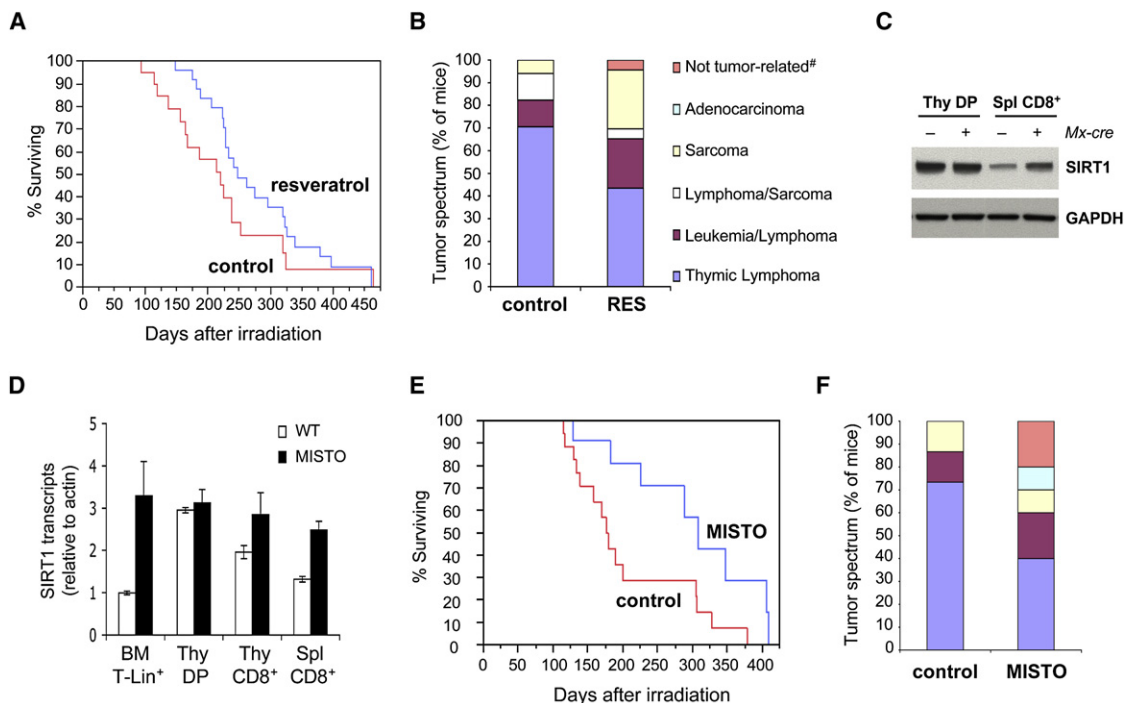 A
% Surviving
100
90
80
70
60
50
40
30
20
10
0
resveratrol
control
0 50 100 150 200 250 300 350 400 450
Days after irradiation
B
Tumor spectrum (% of mice)
100
90
80
70
60
50
40
30
20
10
0
control RES
Not tumor-related#
Adenocarcinoma
Sarcoma
Lymphoma/Sarcoma
Leukemia/Lymphoma
Thymic Lymphoma
C
Thy DP Spl CD8+
– + – + Mx-cre
SIRT1
GAPDH
D
SIRT1 transcripts
(relative to actin)
5
4
3
2
1
0
WT
MISTO
BM Thy Thy Spl
T-Lin+ DP CD8+ CD8+
E
% Surviving
100
90
80
70
60
50
40
30
20
10
0
MISTO
control
0 50 100 150 200 250 300 350 400
Days after irradiation
F
Tumor spectrum (% of mice)
100
90
80
70
60
50
40
30
20
10
0
control MISTO